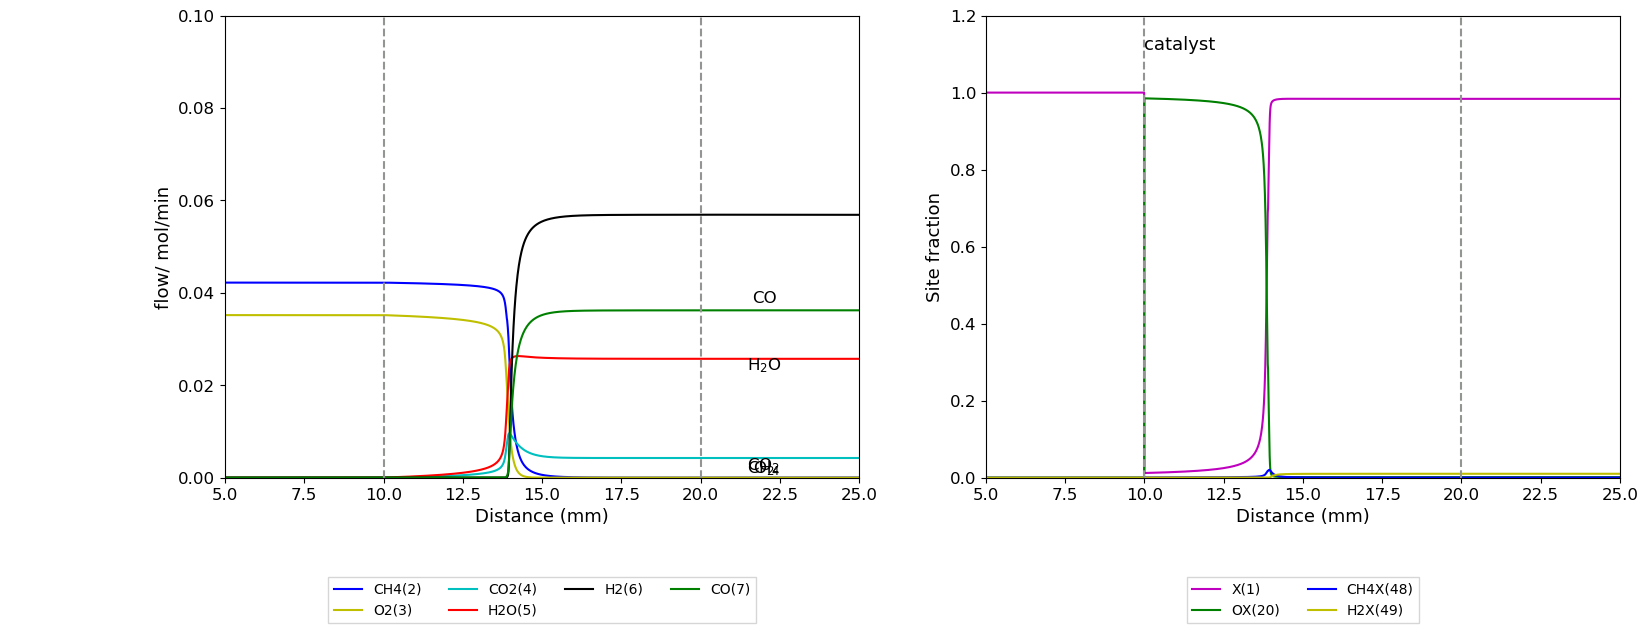 0.10
0.08
0.06
0.04
0.02
0.00
flow/ mol/min
CO
H₂O
5.0 7.5 10.0 12.5 15.0 17.5 20.0 22.5 25.0
Distance (mm)
CH4(2) CO2(4) H2(6) CO(7)
O2(3) H2O(5)
1.2
1.0
0.8
0.6
0.4
0.2
0.0
Site fraction
catalyst
5.0 7.5 10.0 12.5 15.0 17.5 20.0 22.5 25.0
Distance (mm)
X(1) CH4X(48)
OX(20) H2X(49)